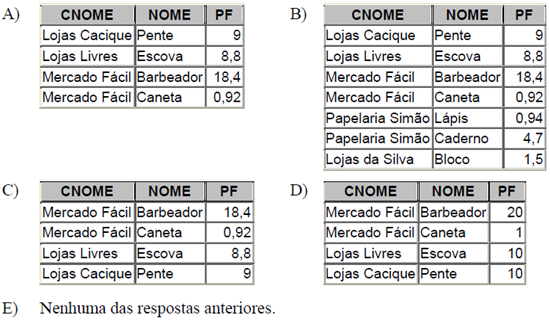 A)
CNOME NOME PF
Lojas Cacique Pente 9
Lojas Livres Escova 8,8
Mercado Fácil Barbeador 18,4
Mercado Fácil Caneta 0,92
B)
CNOME NOME PF
Lojas Cacique Pente 9
Lojas Livres Escova 8,8
Mercado Fácil Barbeador 18,4
Mercado Fácil Caneta 0,92
Papelaria Simão Lápis 0,94
Papelaria Simão Caderno 4,7
Lojas da Silva Bloco 1,5
C)
CNOME NOME PF
Mercado Fácil Barbeador 18,4
Mercado Fácil Caneta 0,92
Lojas Livres Escova 8,8
Lojas Cacique Pente 9
D)
CNOME NOME PF
Mercado Fácil Barbeador 20
Mercado Fácil Caneta 1
Lojas Livres Escova 10
Lojas Cacique Pente 10
E) Nenhuma das respostas anteriores.